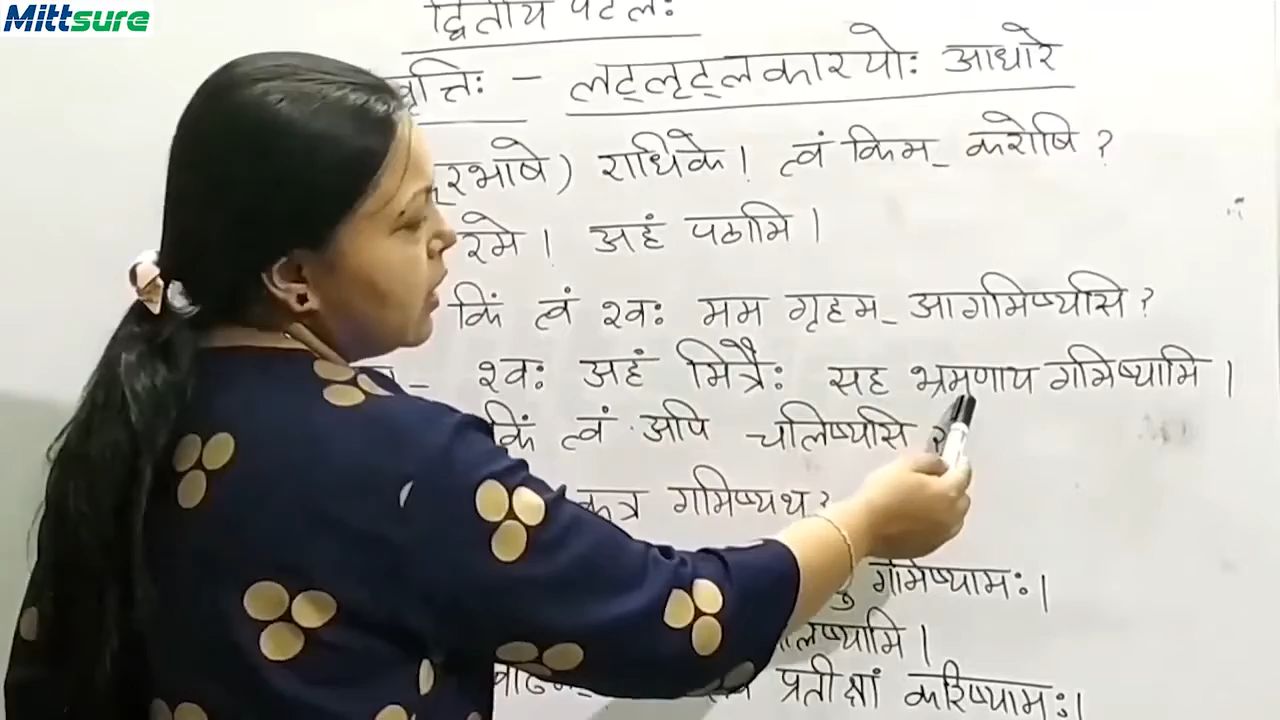 Mittsure
द्वितीय पटलः
वृत्तिः - लट्लृट्लकारयोः आधारे
दूरभाषे) राधिके। त्वं किम् करोषि?
रमे। अहं पठामि।
किं त्वं श्वः मम गृहम् आगमिष्यसि?
श्वः अहं मित्रैः सह भ्रमणाय गमिष्यामि।
किं त्वं अपि चलिष्यसि?
कुत्र गमिष्यथ?
गमिष्यामः।
प्रतीक्षां करिष्यामः।